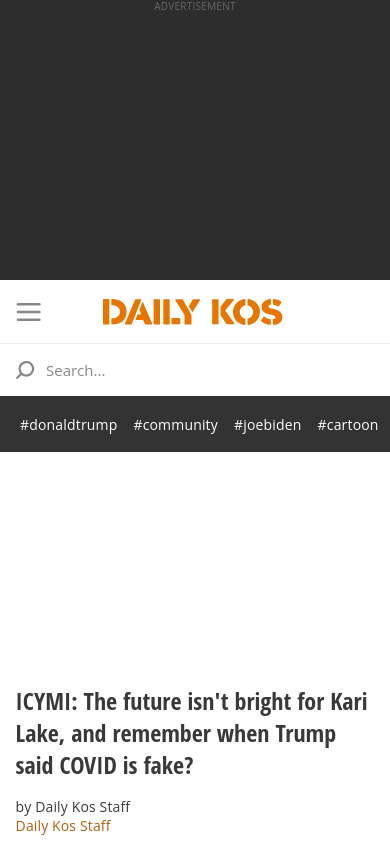 ADVERTISEMENT
DAILY KOS
Search...
#donaldtrump #community #joebiden #cartoon
ICYMI: The future isn't bright for Kari
Lake, and remember when Trump
said COVID is fake?
by Daily Kos Staff
Daily Kos Staff